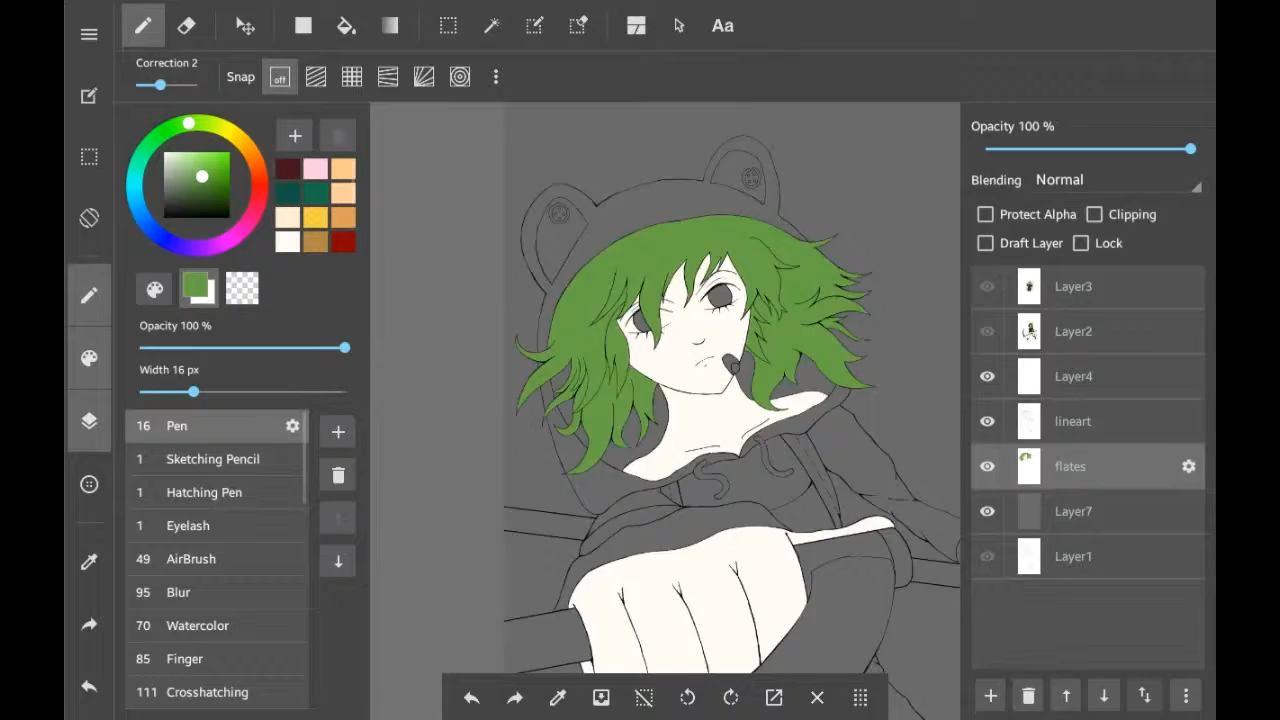 Aa
Correction 2
Snap
off
Opacity 100 %
Width 16 px
16 Pen
1 Sketching Pencil
1 Hatching Pen
1 Eyelash
49 AirBrush
95 Blur
70 Watercolor
85 Finger
111 Crosshatching
Opacity 100 %
Blending Normal
Protect Alpha Clipping
Draft Layer Lock
Layer3
Layer2
Layer4
lineart
flates
Layer7
Layer1